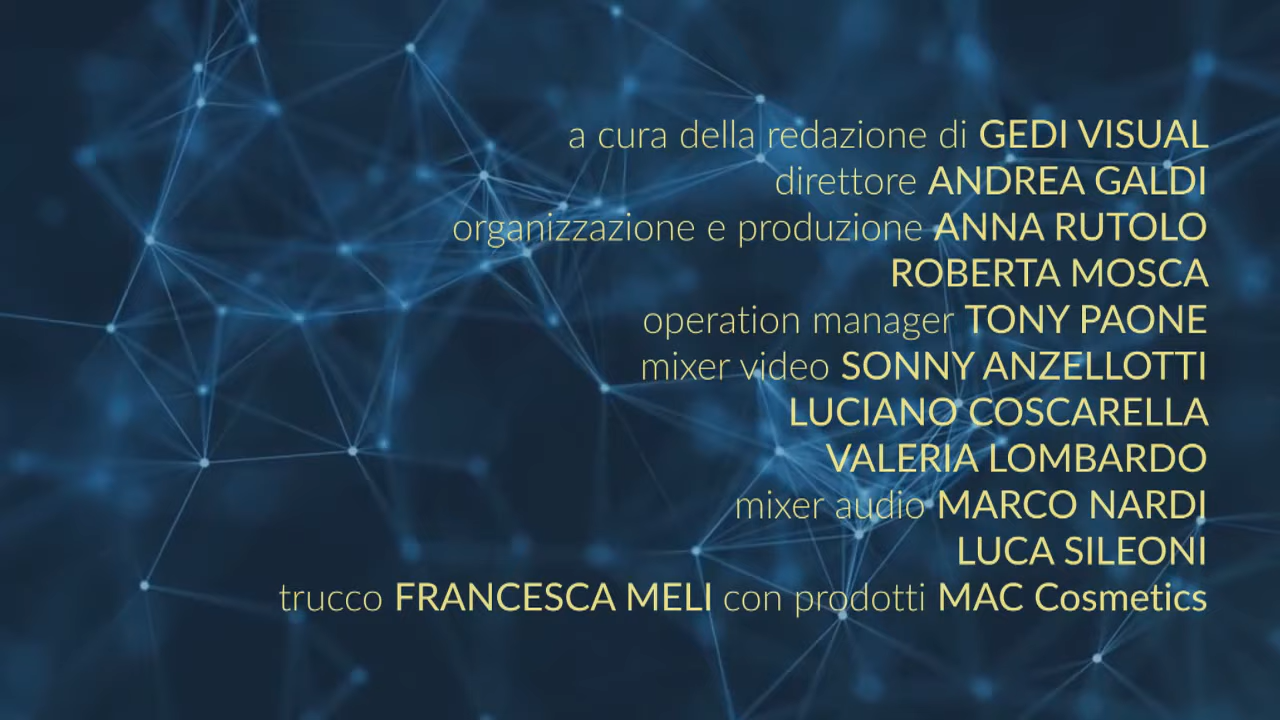 a cura della redazione di GEDI VISUAL
direttore ANDREA GALDI
organizzazione e produzione ANNA RUTOLO
ROBERTA MOSCA
operation manager TONY PAONE
mixer video SONNY ANZELLOTTI
LUCIANO COSCARELLA
VALERIA LOMBARDO
mixer audio MARCO NARDI
LUCA SILEONI
trucco FRANCESCA MELI con prodotti MAC Cosmetics